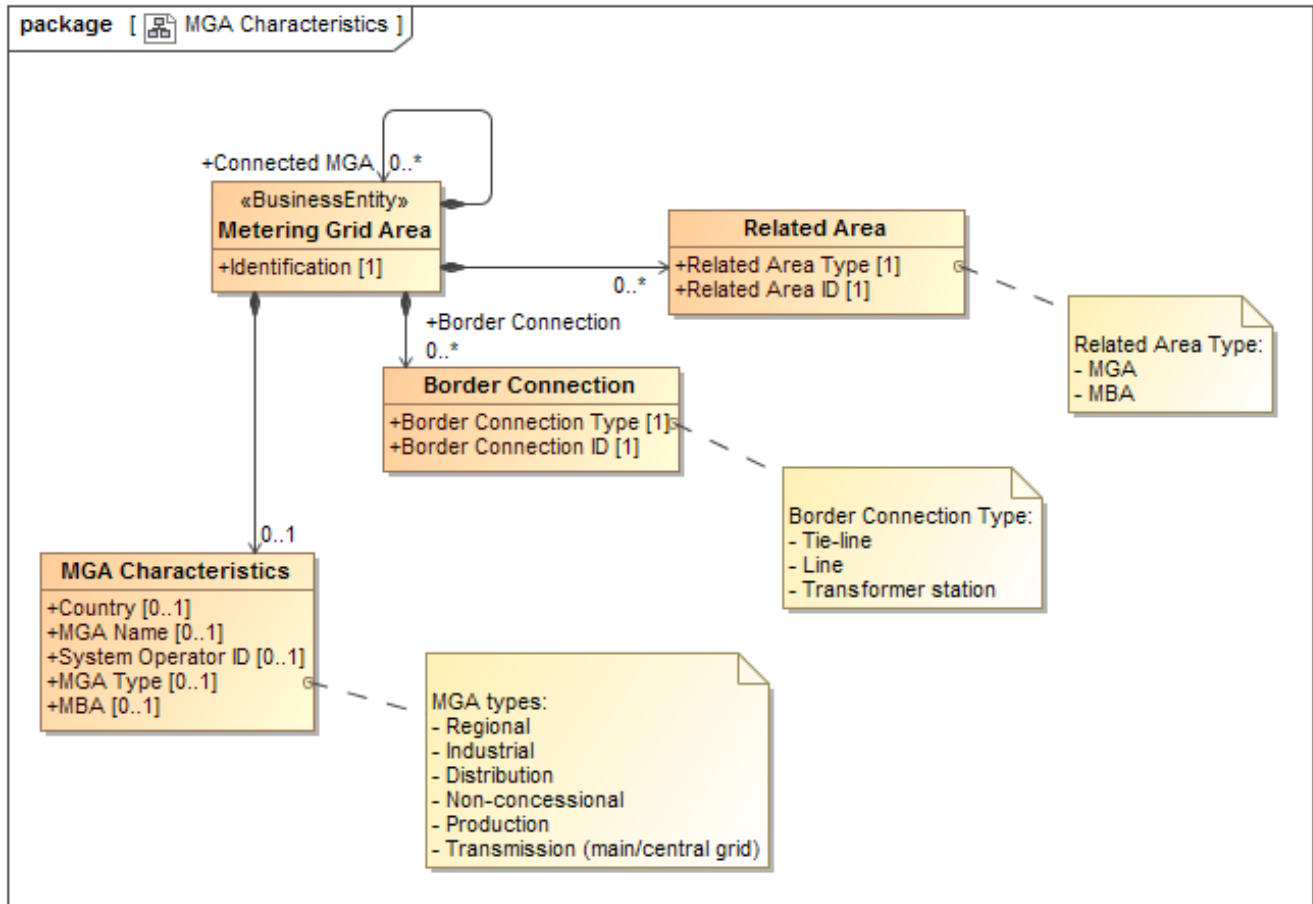 package [ MGA Characteristics ]
+Connected MGA 0..*
«BusinessEntity»
Metering Grid Area
+Identification [1]
0..*
Related Area
+Related Area Type [1]
+Related Area ID [1]
Related Area Type:
- MGA
- MBA
+Border Connection
0..*
Border Connection
+Border Connection Type [1]
+Border Connection ID [1]
Border Connection Type:
- Tie-line
- Line
- Transformer station
0..1
MGA Characteristics
+Country [0..1]
+MGA Name [0..1]
+System Operator ID [0..1]
+MGA Type [0..1]
+MBA [0..1]
MGA types:
- Regional
- Industrial
- Distribution
- Non-concessional
- Production
- Transmission (main/central grid)